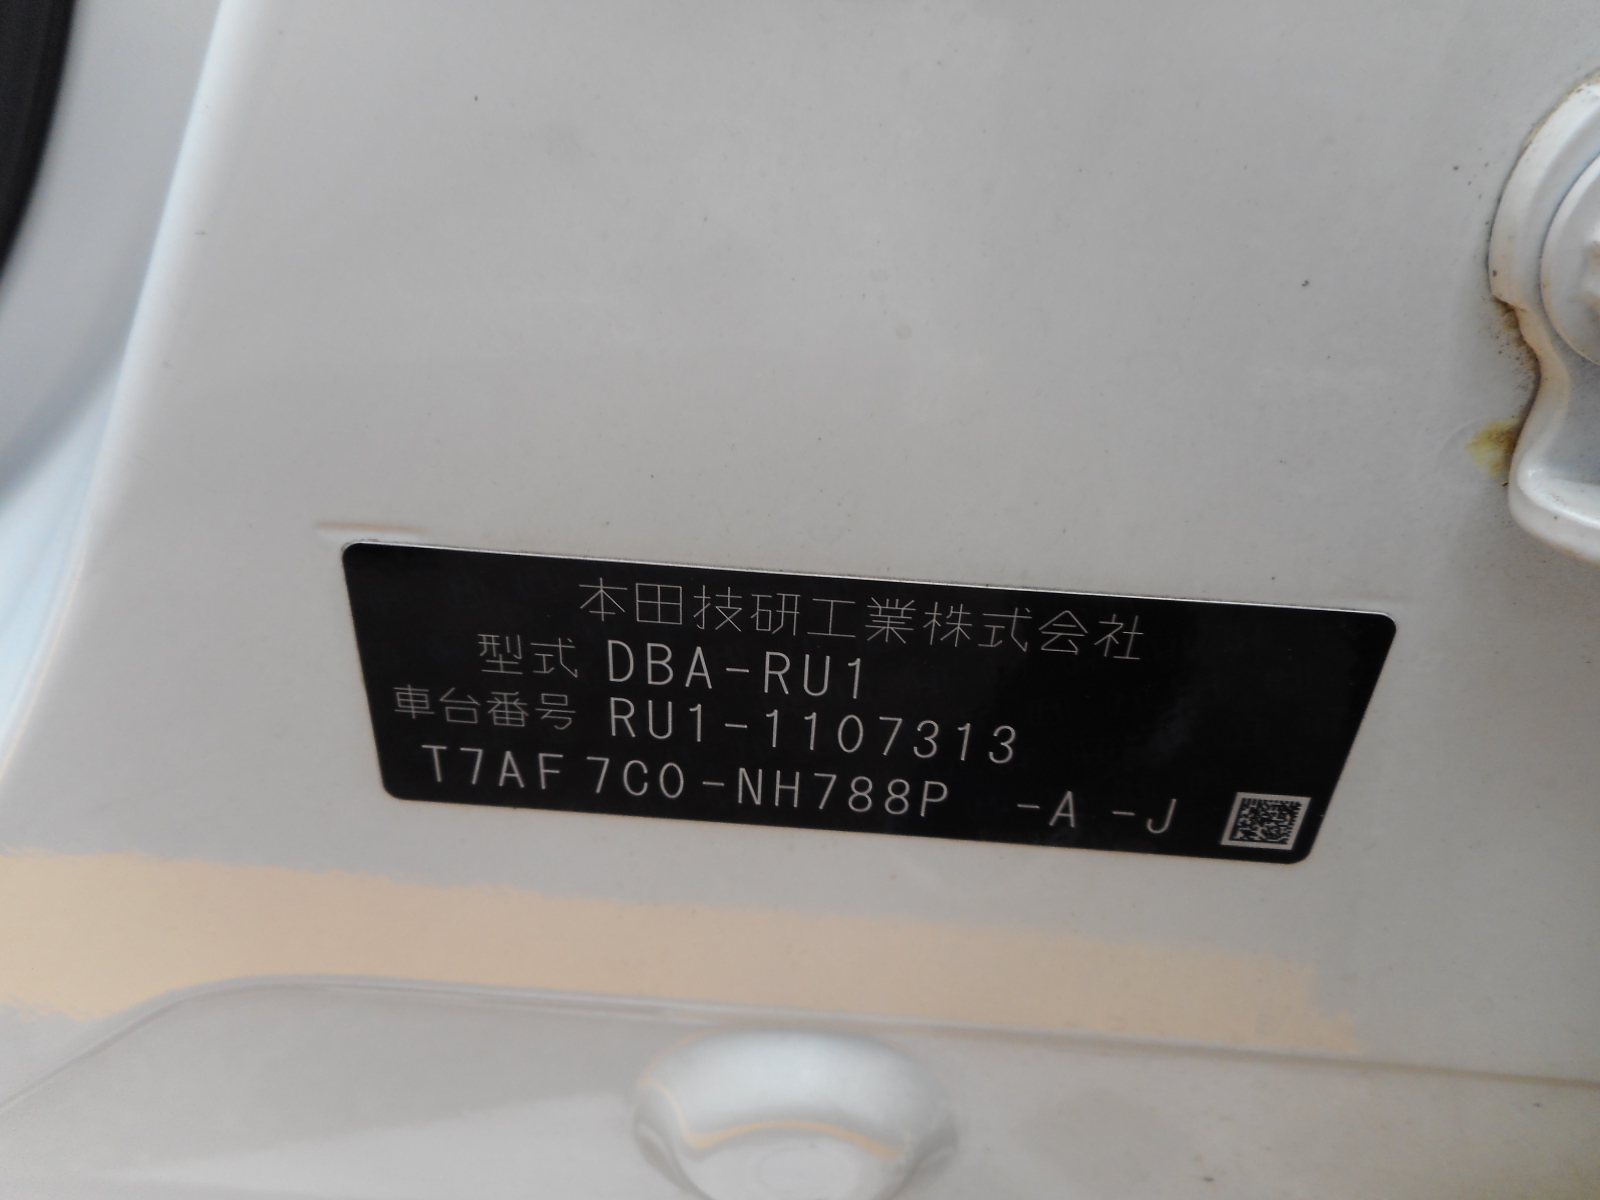 本田技研工業株式会社
型式 DBA-RU1
車台番号 RU1-1107313
T7AF7C0-NH788P -A -J